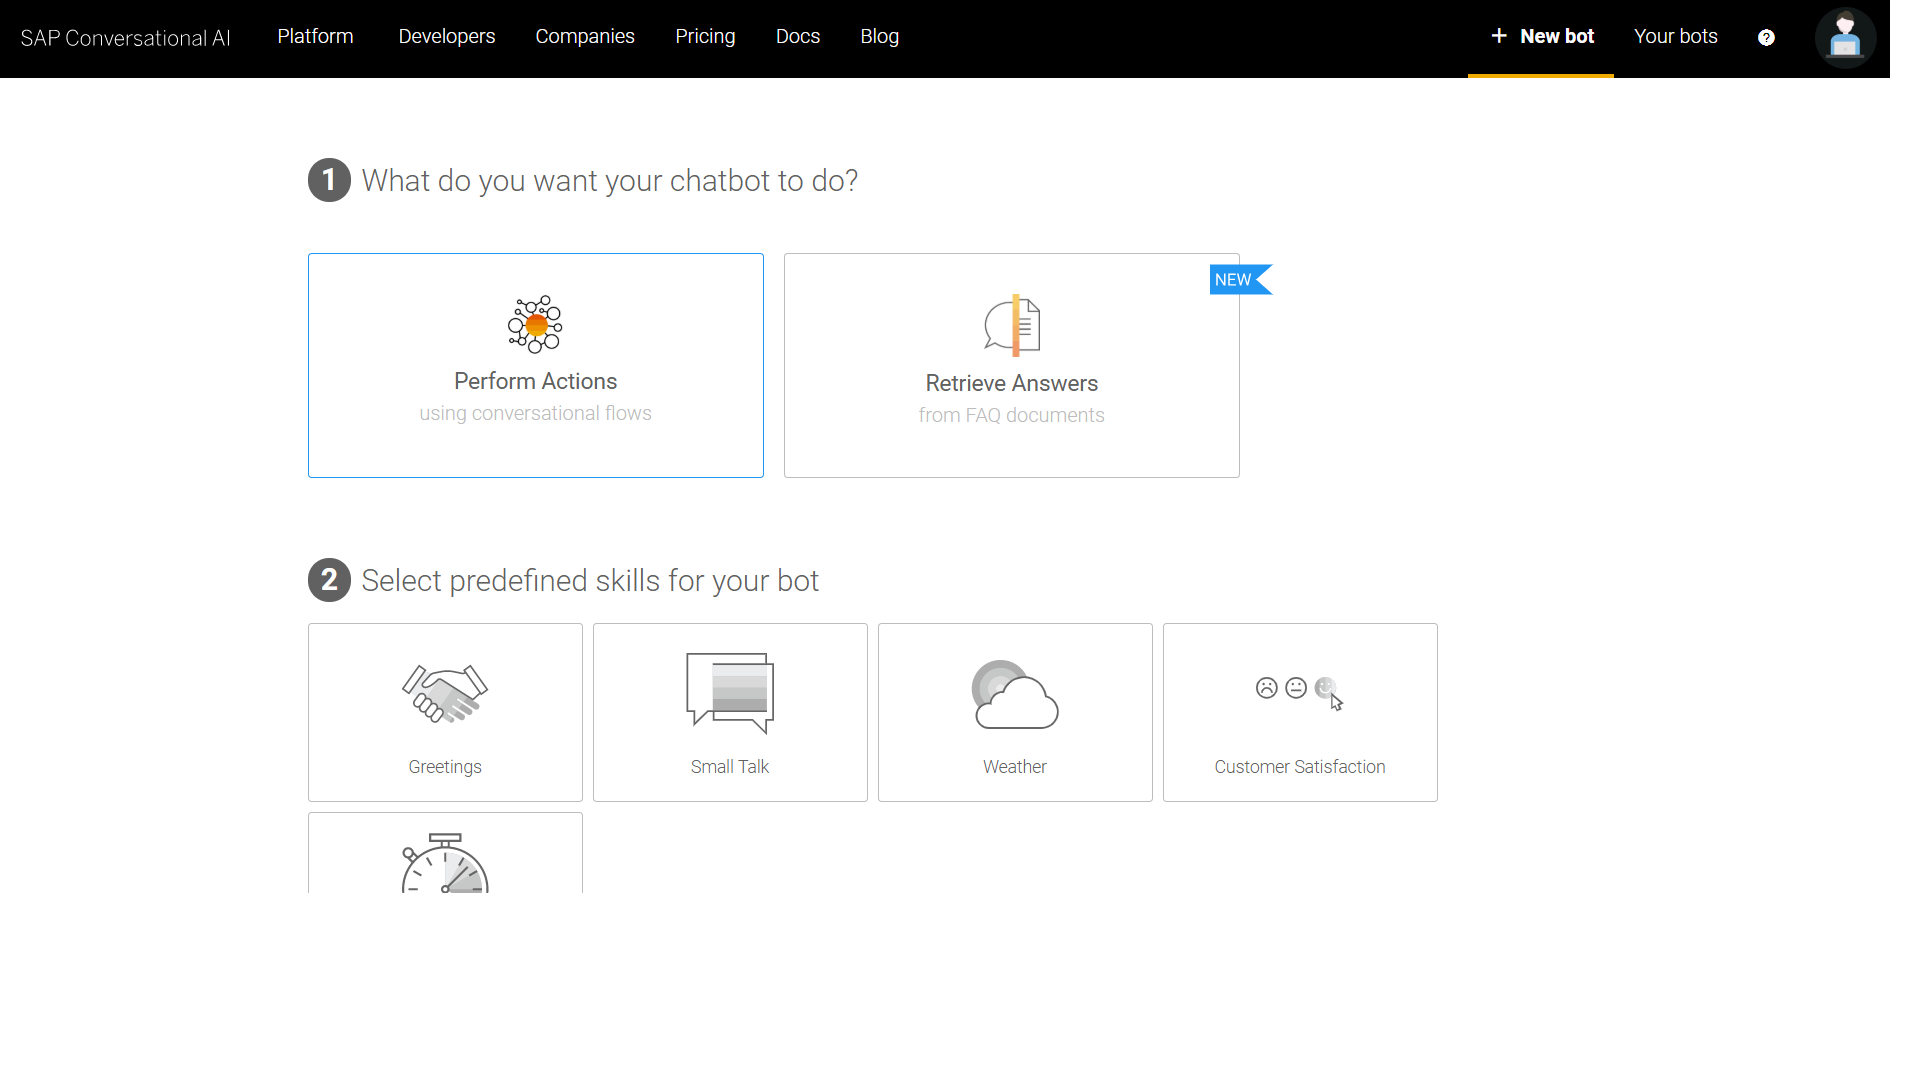 SAP Conversational AI Platform Developers Companies Pricing Docs Blog + New bot Your bots ?
1 What do you want your chatbot to do?
NEW
Perform Actions
using conversational flows
Retrieve Answers
from FAQ documents
2 Select predefined skills for your bot
Greetings
Small Talk
Weather
Customer Satisfaction